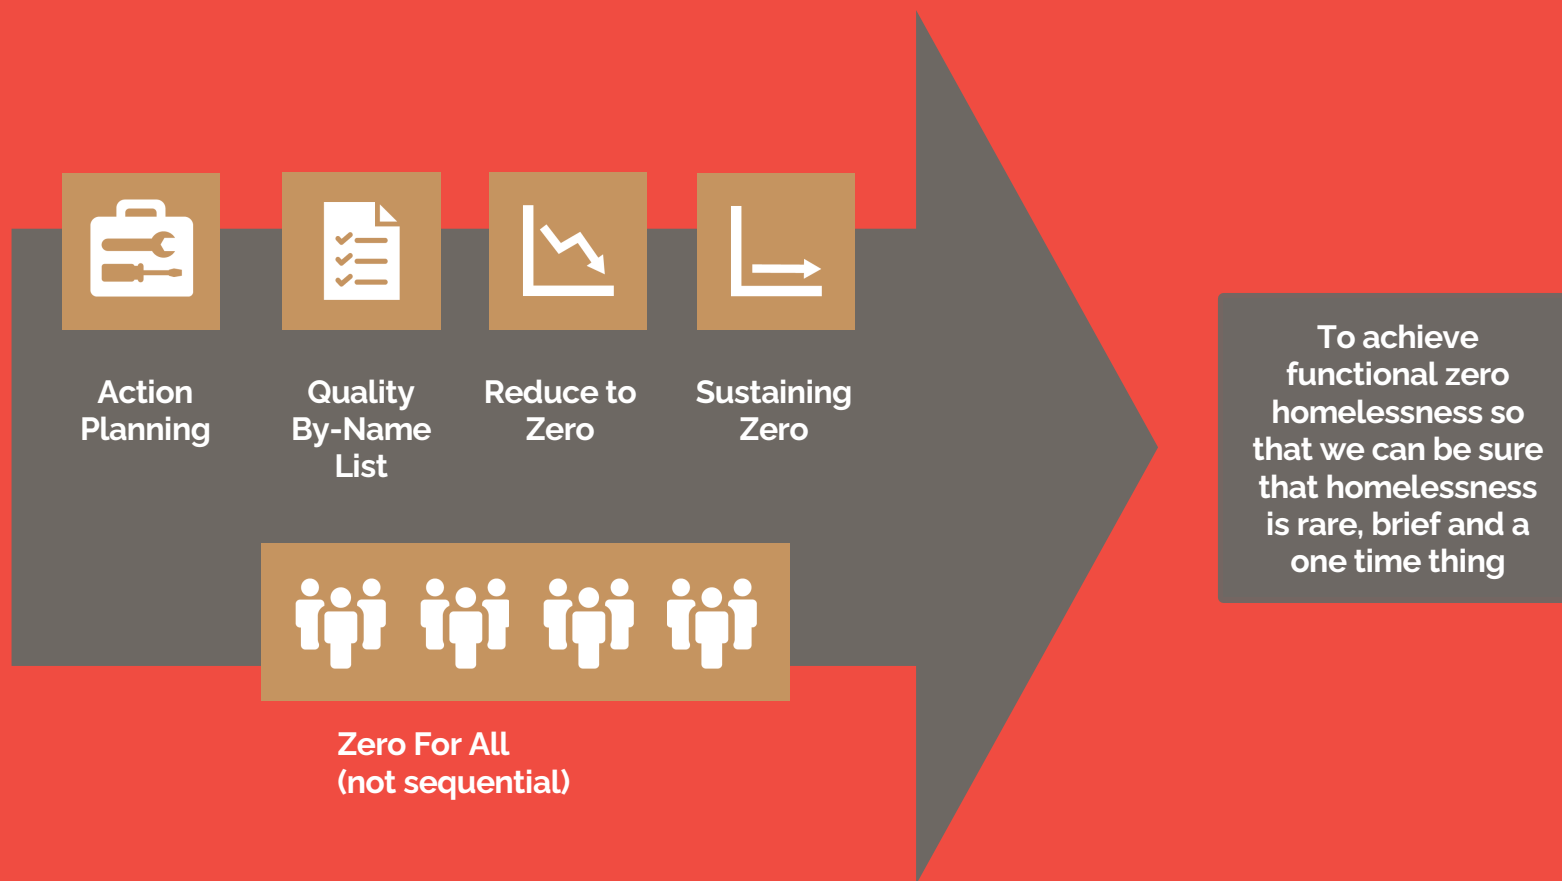 Action
Planning
Quality
By-Name
List
Reduce to
Zero
Sustaining
Zero
Zero For All
(not sequential)
To achieve
functional zero
homelessness so
that we can be sure
that homelessness
is rare, brief and a
one time thing